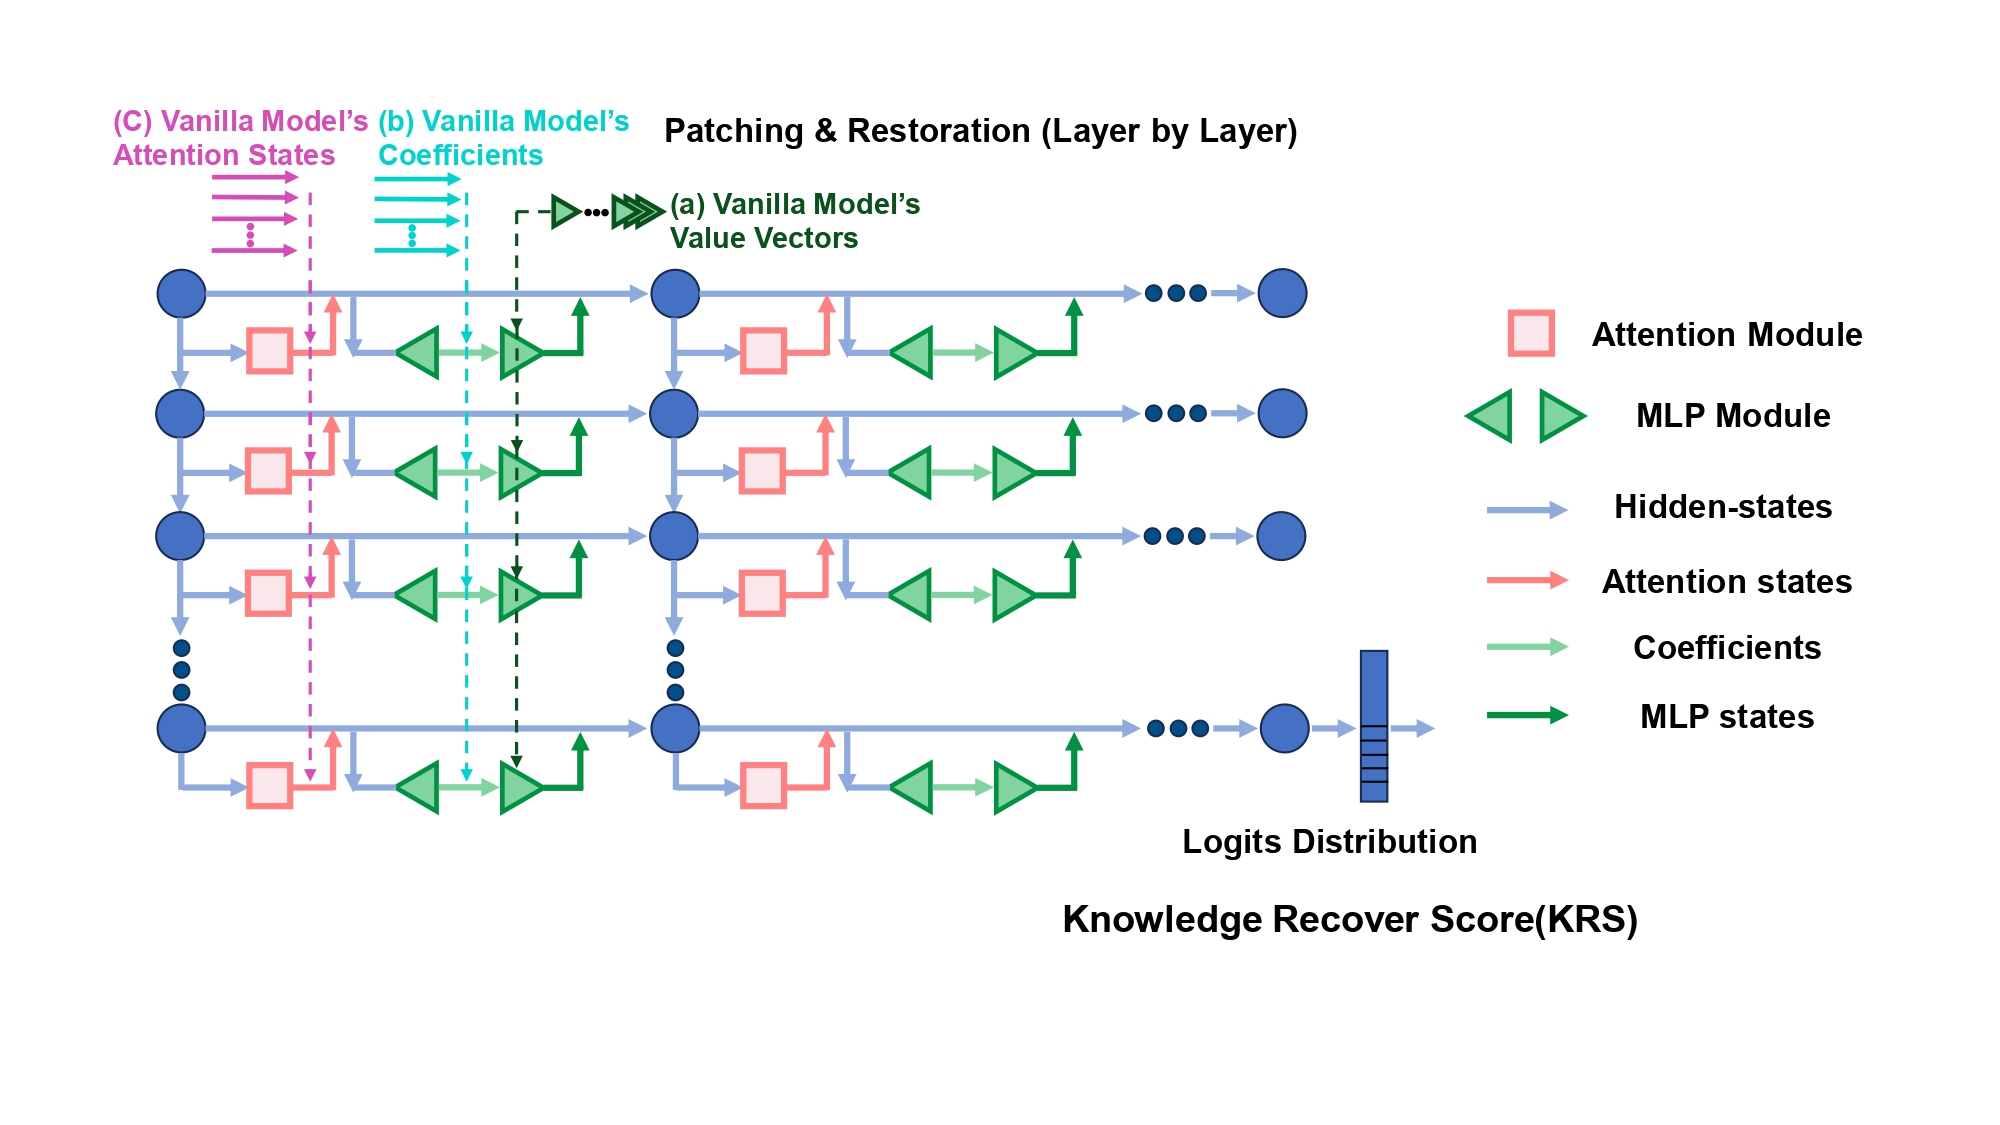 (C) Vanilla Model's
Attention States
(b) Vanilla Model's
Coefficients
Patching & Restoration (Layer by Layer)
(a) Vanilla Model's
Value Vectors
Attention Module
MLP Module
Hidden-states
Attention states
Coefficients
MLP states
Logits Distribution
Knowledge Recover Score(KRS)